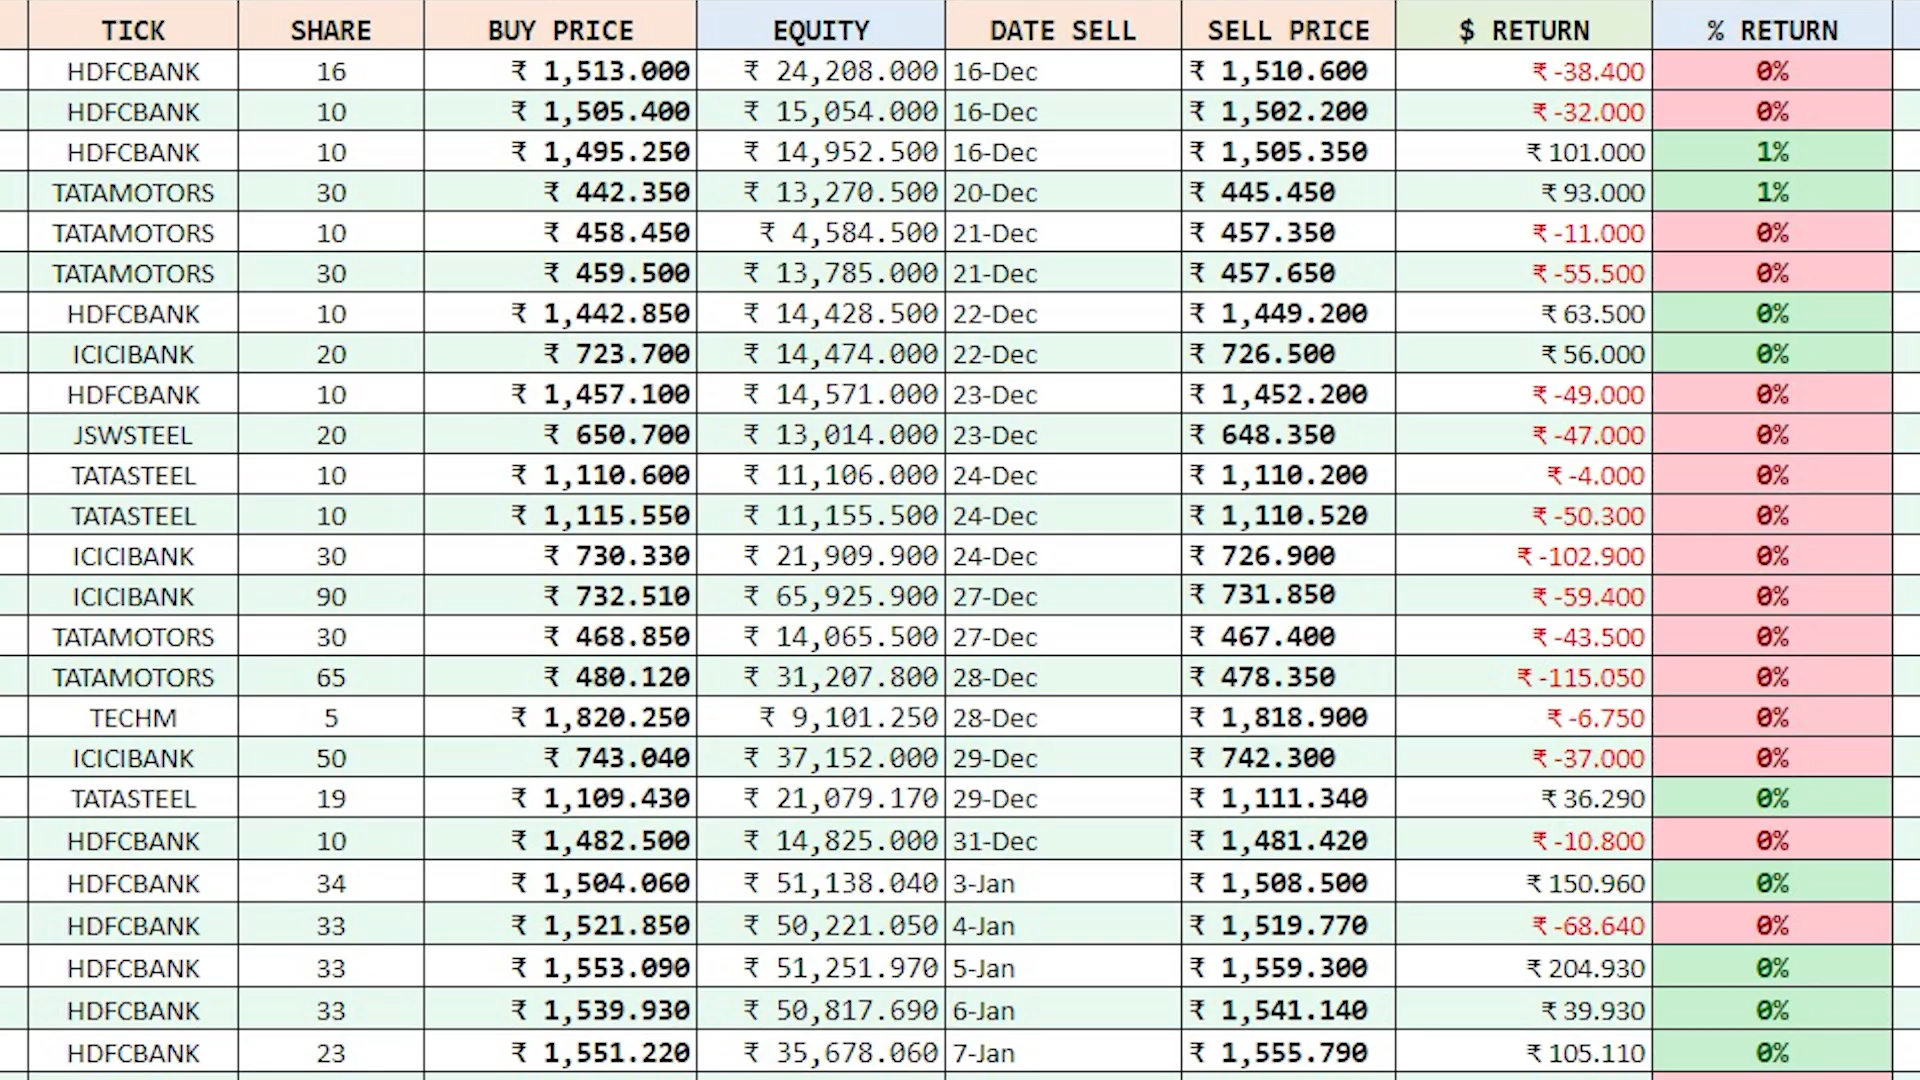 TICK SHARE BUY PRICE EQUITY DATE SELL SELL PRICE $ RETURN % RETURN
HDFCBANK 16 ₹ 1,513.000 ₹ 24,208.000 16-Dec ₹ 1,510.600 ₹ -38.400 0%
HDFCBANK 10 ₹ 1,505.400 ₹ 15,054.000 16-Dec ₹ 1,502.200 ₹ -32.000 0%
HDFCBANK 10 ₹ 1,495.250 ₹ 14,952.500 16-Dec ₹ 1,505.350 ₹ 101.000 1%
TATAMOTORS 30 ₹ 442.350 ₹ 13,270.500 20-Dec ₹ 445.450 ₹ 93.000 1%
TATAMOTORS 10 ₹ 458.450 ₹ 4,584.500 21-Dec ₹ 457.350 ₹ -11.000 0%
TATAMOTORS 30 ₹ 459.500 ₹ 13,785.000 21-Dec ₹ 457.650 ₹ -55.500 0%
HDFCBANK 10 ₹ 1,442.850 ₹ 14,428.500 22-Dec ₹ 1,449.200 ₹ 63.500 0%
ICICIBANK 20 ₹ 723.700 ₹ 14,474.000 22-Dec ₹ 726.500 ₹ 56.000 0%
HDFCBANK 10 ₹ 1,457.100 ₹ 14,571.000 23-Dec ₹ 1,452.200 ₹ -49.000 0%
JSWSTEEL 20 ₹ 650.700 ₹ 13,014.000 23-Dec ₹ 648.350 ₹ -47.000 0%
TATASTEEL 10 ₹ 1,110.600 ₹ 11,106.000 24-Dec ₹ 1,110.200 ₹ -4.000 0%
TATASTEEL 10 ₹ 1,115.550 ₹ 11,155.500 24-Dec ₹ 1,110.520 ₹ -50.300 0%
ICICIBANK 30 ₹ 730.330 ₹ 21,909.900 24-Dec ₹ 726.900 ₹ -102.900 0%
ICICIBANK 90 ₹ 732.510 ₹ 65,925.900 27-Dec ₹ 731.850 ₹ -59.400 0%
TATAMOTORS 30 ₹ 468.850 ₹ 14,065.500 27-Dec ₹ 467.400 ₹ -43.500 0%
TATAMOTORS 65 ₹ 480.120 ₹ 31,207.800 28-Dec ₹ 478.350 ₹ -115.050 0%
TECHM 5 ₹ 1,820.250 ₹ 9,101.250 28-Dec ₹ 1,818.900 ₹ -6.750 0%
ICICIBANK 50 ₹ 743.040 ₹ 37,152.000 29-Dec ₹ 742.300 ₹ -37.000 0%
TATASTEEL 19 ₹ 1,109.430 ₹ 21,079.170 29-Dec ₹ 1,111.340 ₹ 36.290 0%
HDFCBANK 10 ₹ 1,482.500 ₹ 14,825.000 31-Dec ₹ 1,481.420 ₹ -10.800 0%
HDFCBANK 34 ₹ 1,504.060 ₹ 51,138.040 3-Jan ₹ 1,508.500 ₹ 150.960 0%
HDFCBANK 33 ₹ 1,521.850 ₹ 50,221.050 4-Jan ₹ 1,519.770 ₹ -68.640 0%
HDFCBANK 33 ₹ 1,553.090 ₹ 51,251.970 5-Jan ₹ 1,559.300 ₹ 204.930 0%
HDFCBANK 33 ₹ 1,539.930 ₹ 50,817.690 6-Jan ₹ 1,541.140 ₹ 39.930 0%
HDFCBANK 23 ₹ 1,551.220 ₹ 35,678.060 7-Jan ₹ 1,555.790 ₹ 105.110 0%